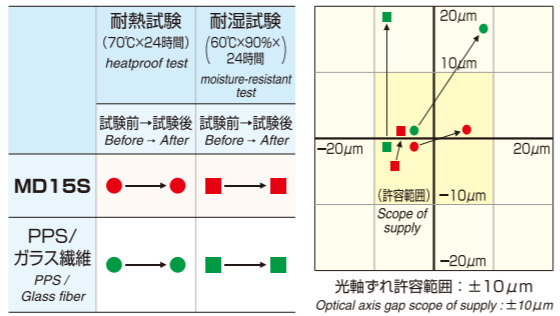 耐熱試験
(70℃×24時間)
heatproof test
耐湿試験
(60℃×90%×
24時間)
moisture-resistant
test
試験前→試験後
Before → After
試験前→試験後
Before → After
MD15S
PPS/
ガラス繊維
PPS /
Glass fiber
20μm
10μm
−20μm
20μm
(許容範囲)
Scope of
supply
−10μm
−20μm
光軸ずれ許容範囲：±10μm
Optical axis gap scope of supply : ±10μm